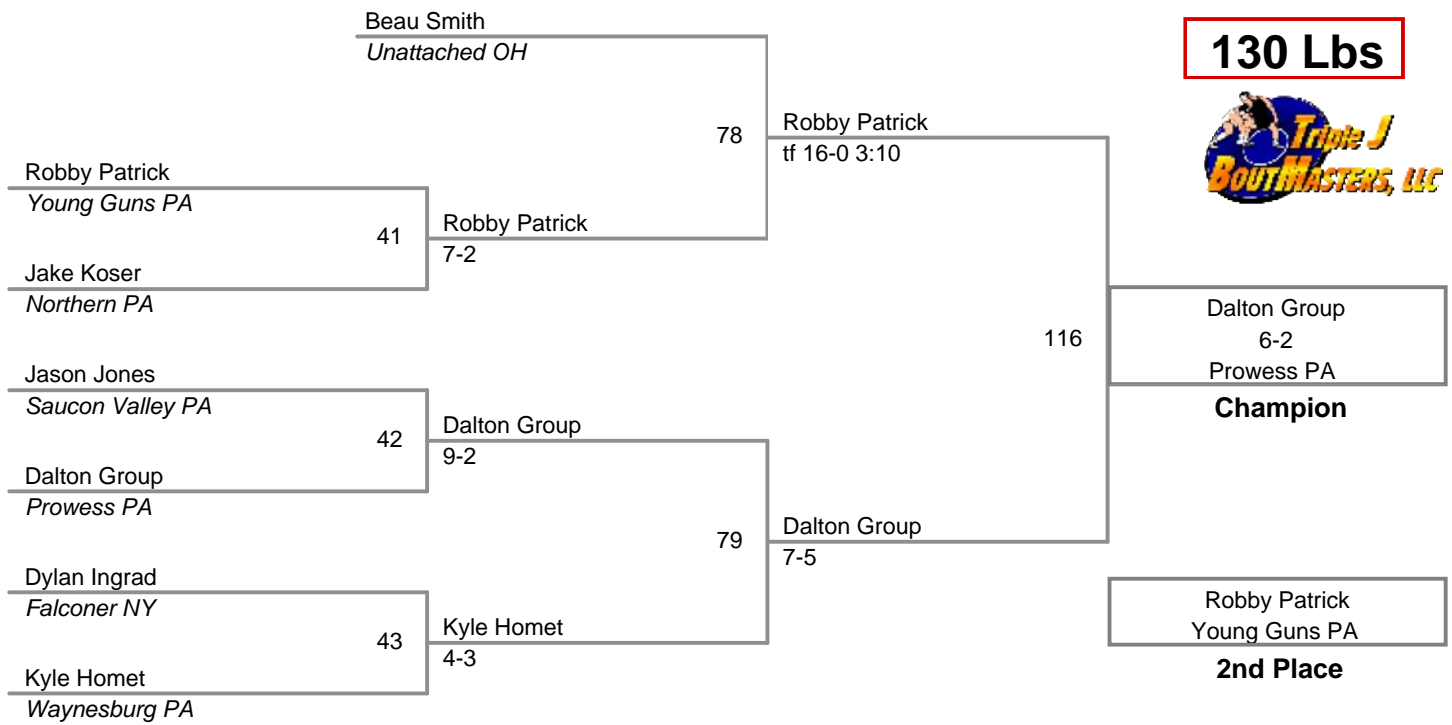 Beau Smith
Unattached OH
130 Lbs
Triple J
BOUTMASTERS, LLC
78
Robby Patrick
tf 16-0 3:10
Robby Patrick
Young Guns PA
41
Robby Patrick
7-2
Jake Koser
Northern PA
116
Dalton Group
6-2
Prowess PA
Champion
Jason Jones
Saucon Valley PA
42
Dalton Group
9-2
Dalton Group
Prowess PA
79
Dalton Group
7-5
Dylan Ingrad
Falconer NY
43
Kyle Homet
4-3
Kyle Homet
Waynesburg PA
Robby Patrick
Young Guns PA
2nd Place